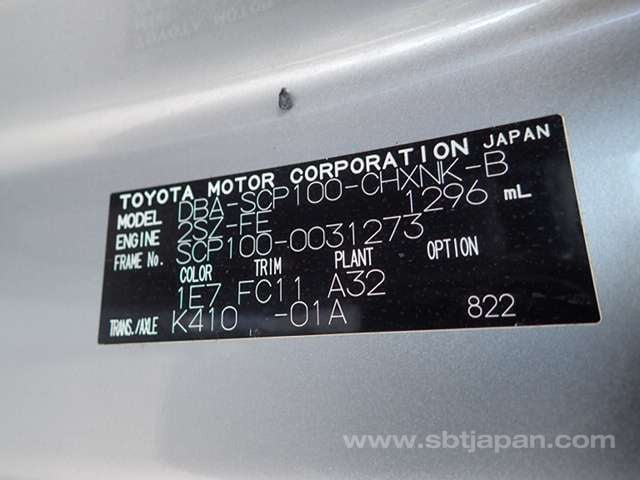 TOYOTA MOTOR CORPORATION JAPAN
MODEL DBA-SCP100-CHXNK-B
ENGINE 2SZ-FE 1296 mL
FRAME No. SCP100-0031273
COLOR TRIM PLANT OPTION
1E7 FC11 A32
TRANS./AXLE K410 -01A 822
www.sbtjapan.com